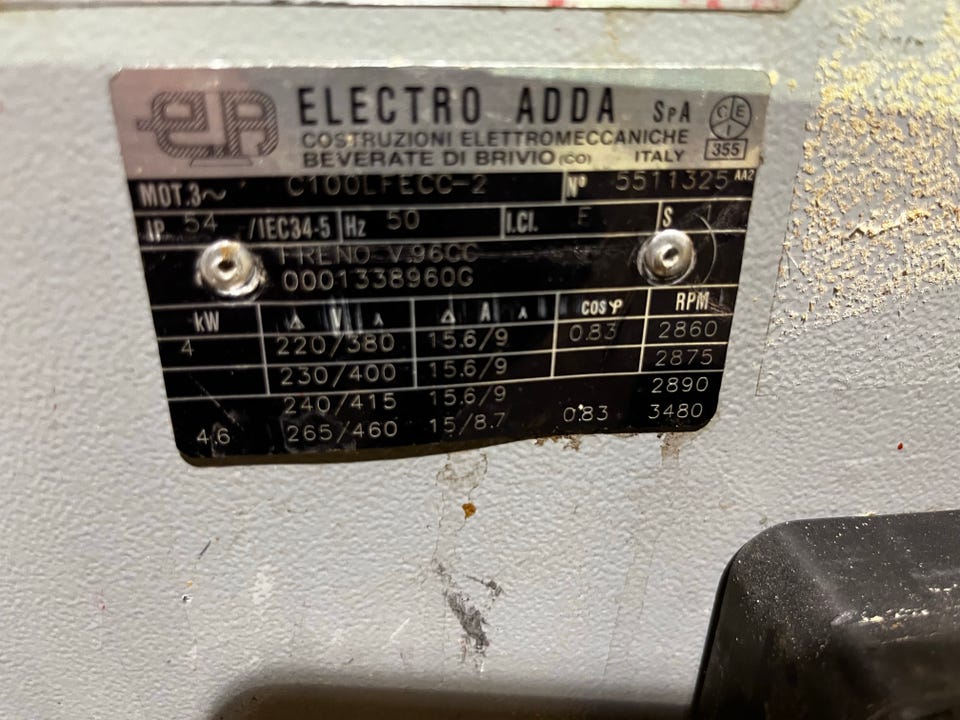 ELECTRO ADDA SpA
COSTRUZIONI ELETTROMECCANICHE
BEVERATE DI BRIVIO (CO) ITALY
CEI
355
MOT.3~ C100LFECC-2 N° 5511325 AA2
IP 54 /IEC34-5 Hz 50 I.Cl. F S 1
FRENO V.96CC
0001338960G
kW Δ V ⅄ Δ A ⅄ COS φ RPM
4 220/380 15.6/9 0.83 2860
230/400 15.6/9 2875
240/415 15.6/9 2890
4.6 265/460 15/8.7 0.83 3480